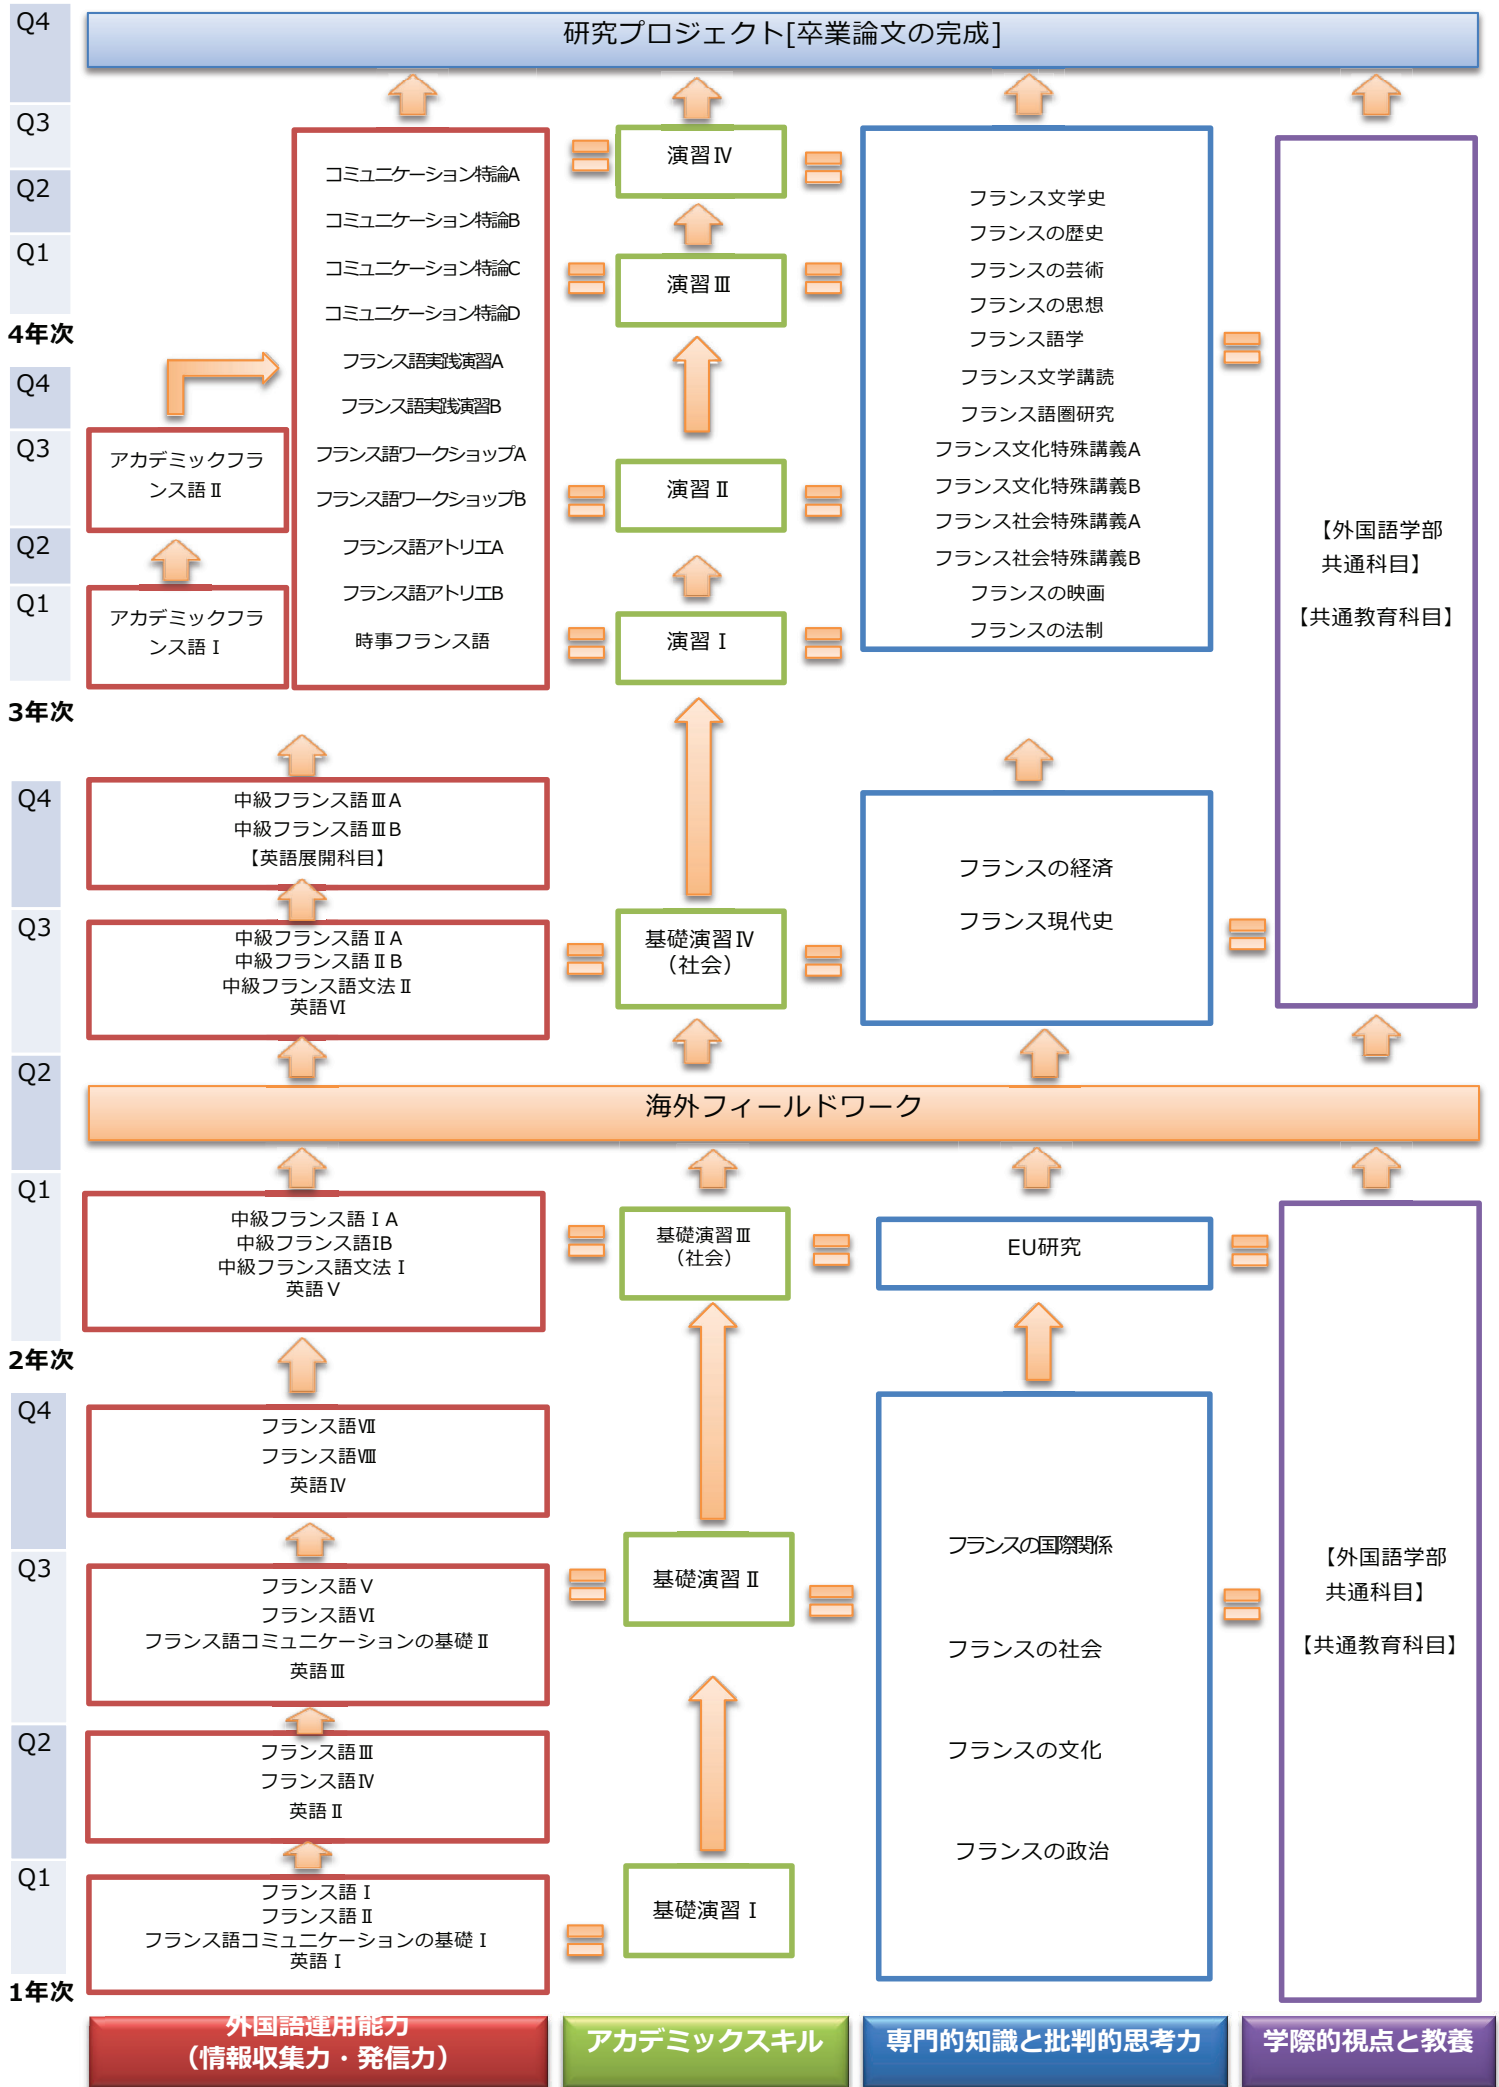 Q4
研究プロジェクト[卒業論文の完成]
Q3
Q2
Q1
4年次
コミュニケーション特論A
コミュニケーション特論B
コミュニケーション特論C
コミュニケーション特論D
フランス語実践演習A
フランス語実践演習B
フランス語ワークショップA
フランス語ワークショップB
フランス語アトリエA
フランス語アトリエB
時事フランス語
演習Ⅳ
演習Ⅲ
演習Ⅱ
演習Ⅰ
フランス文学史
フランスの歴史
フランスの芸術
フランスの思想
フランス語学
フランス文学講読
フランス語圏研究
フランス文化特殊講義A
フランス文化特殊講義B
フランス社会特殊講義A
フランス社会特殊講義B
フランスの映画
フランスの法制
【外国語学部
共通科目】
【共通教育科目】
Q4
Q3
アカデミックフラ
ンス語Ⅱ
Q2
Q1
アカデミックフラ
ンス語Ⅰ
3年次
Q4
中級フランス語ⅢA
中級フランス語ⅢB
【英語展開科目】
フランスの経済
フランス現代史
Q3
中級フランス語ⅡA
中級フランス語ⅡB
中級フランス語文法Ⅱ
英語Ⅵ
基礎演習Ⅳ
（社会）
Q2
海外フィールドワーク
Q1
中級フランス語ⅠA
中級フランス語IB
中級フランス語文法Ⅰ
英語Ⅴ
基礎演習Ⅲ
（社会）
EU研究
2年次
Q4
フランス語Ⅶ
フランス語Ⅷ
英語Ⅳ
Q3
フランス語Ⅴ
フランス語Ⅵ
フランス語コミュニケーションの基礎Ⅱ
英語Ⅲ
基礎演習Ⅱ
フランスの国際関係
フランスの社会
フランスの文化
フランスの政治
【外国語学部
共通科目】
【共通教育科目】
Q2
フランス語Ⅲ
フランス語Ⅳ
英語Ⅱ
Q1
フランス語Ⅰ
フランス語Ⅱ
フランス語コミュニケーションの基礎Ⅰ
英語Ⅰ
基礎演習Ⅰ
1年次
外国語運用能力
（情報収集力・発信力）
アカデミックスキル
専門的知識と批判的思考力
学際的視点と教養